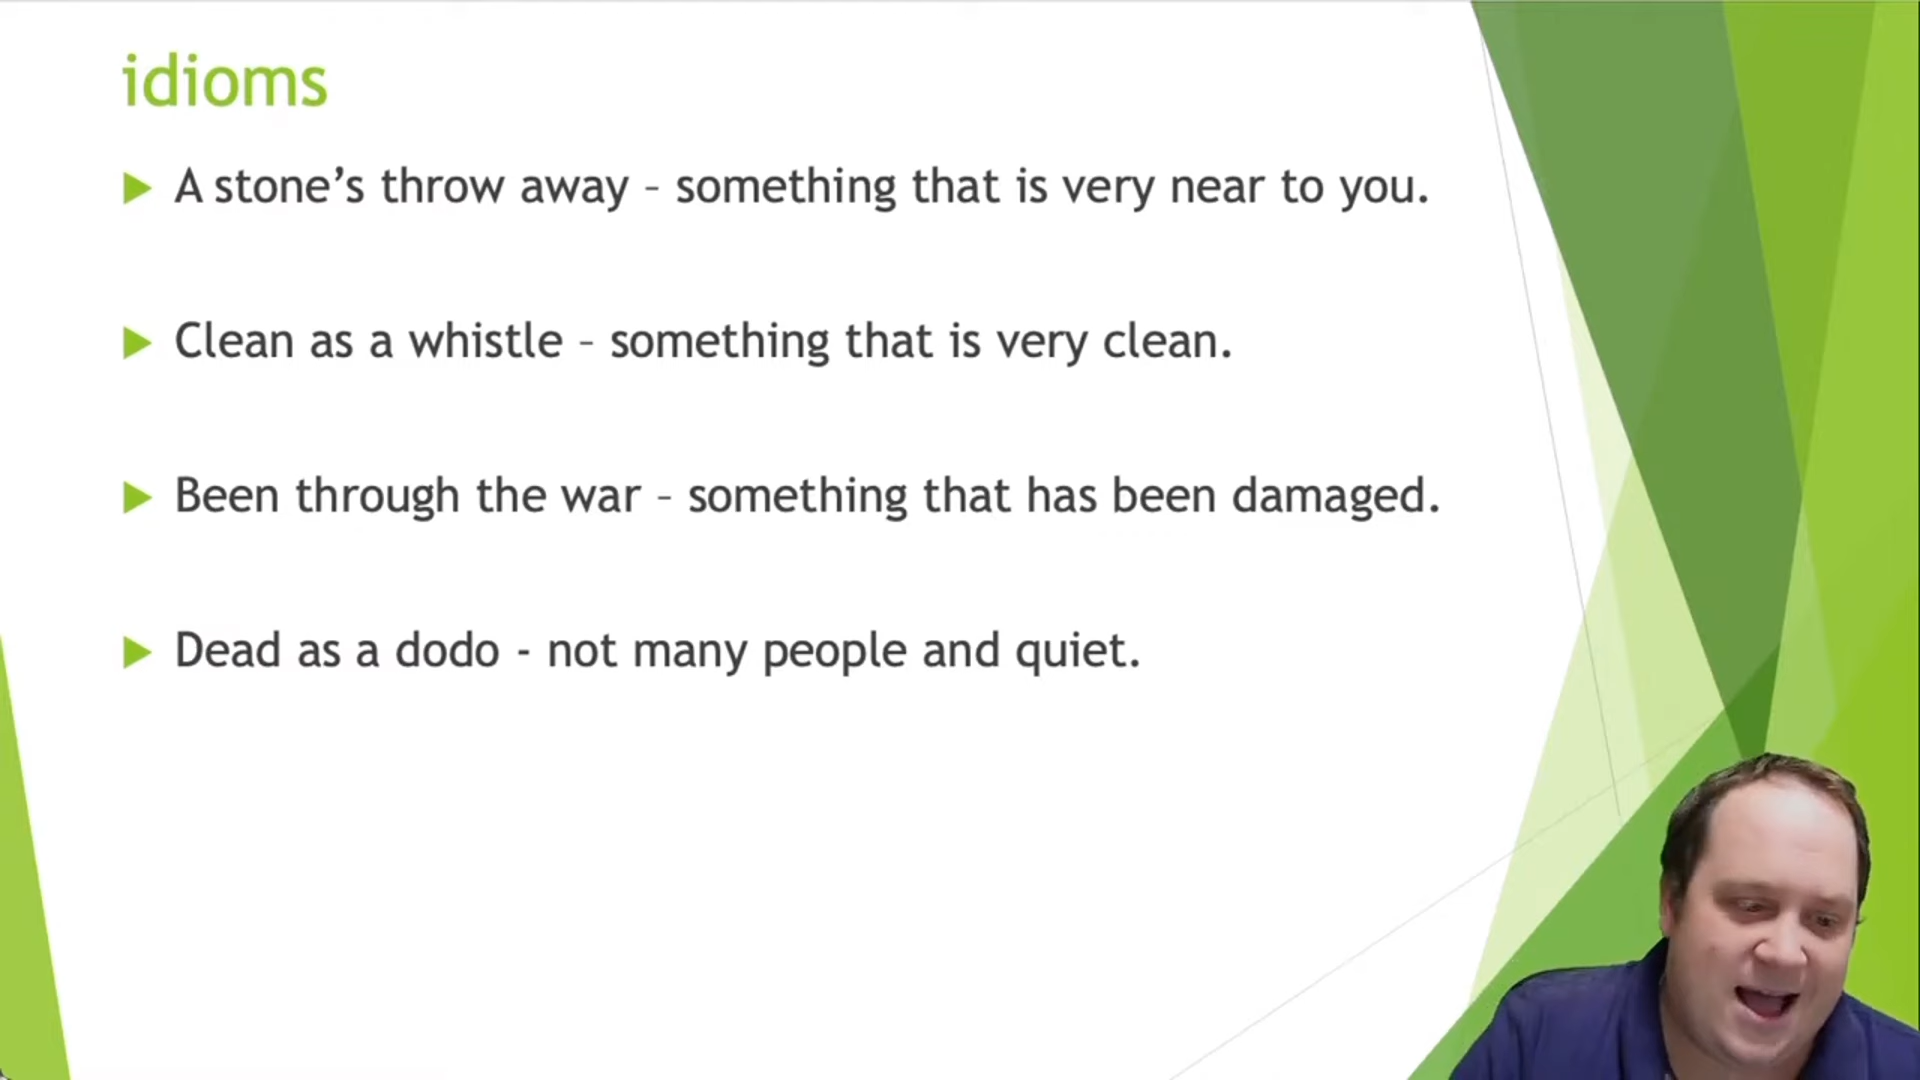 idioms
A stone’s throw away – something that is very near to you.
Clean as a whistle – something that is very clean.
Been through the war – something that has been damaged.
Dead as a dodo - not many people and quiet.